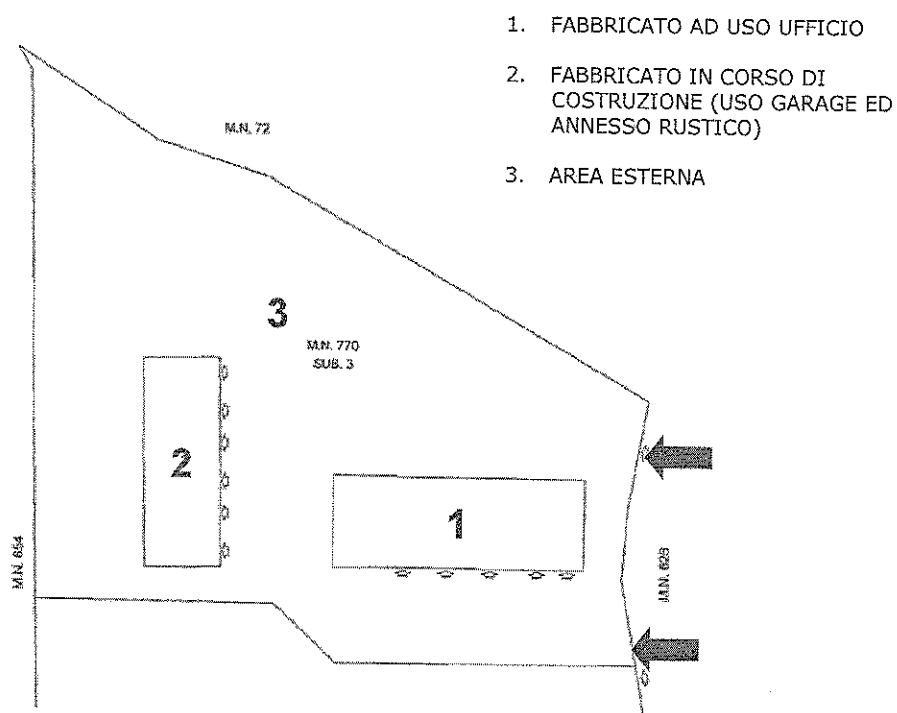 1. FABBRICATO AD USO UFFICIO
2. FABBRICATO IN CORSO DI
COSTRUZIONE (USO GARAGE ED
ANNESSO RUSTICO)
3. AREA ESTERNA
M.N. 72
3
M.N. 770
SUB. 3
2
1
M.N. 654
M.N. 628